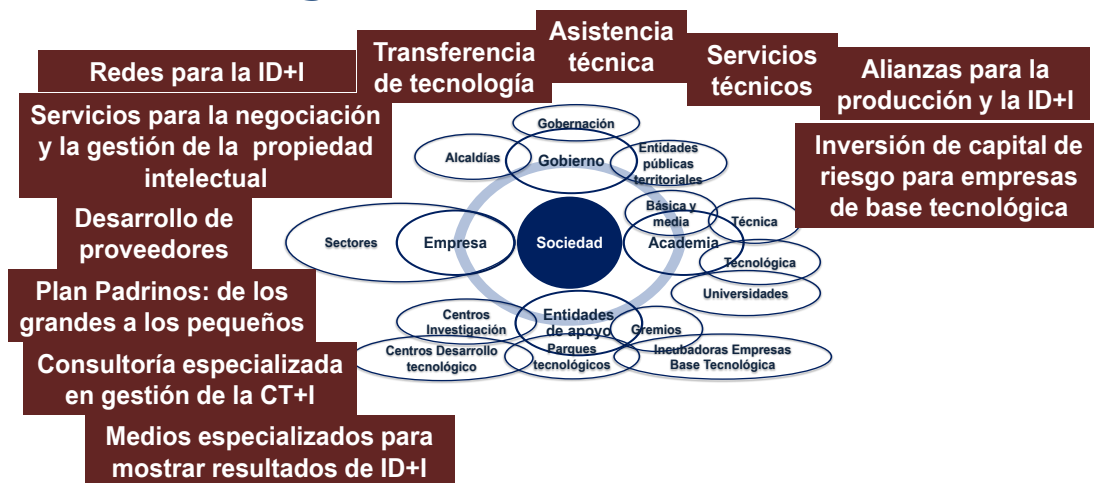 Asistencia
técnica
Transferencia
de tecnología
Servicios
técnicos
Redes para la ID+I
Alianzas para la
producción y la ID+I
Servicios para la negociación
y la gestión de la propiedad
intelectual
Inversión de capital de
riesgo para empresas
de base tecnológica
Desarrollo de
proveedores
Plan Padrinos: de los
grandes a los pequeños
Consultoría especializada
en gestión de la CT+I
Medios especializados para
mostrar resultados de ID+I
Gobernación
Alcaldías
Gobierno
Entidades
públicas
territoriales
Básica y
media
Técnica
Sectores
Empresa
Sociedad
Academia
Tecnológica
Universidades
Centros
Investigación
Entidades
de apoyo
Gremios
Centros Desarrollo
tecnológico
Parques
tecnológicos
Incubadoras Empresas
Base Tecnológica